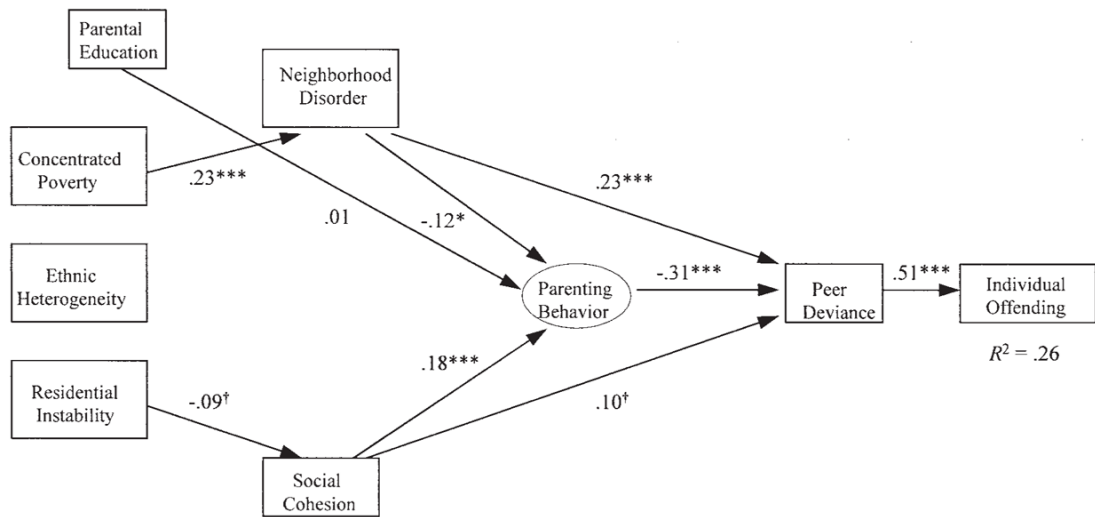 Parental
Education
Neighborhood
Disorder
Concentrated
Poverty
.23***
.23***
.01
-.12*
Ethnic
Heterogeneity
Parenting
Behavior
-.31***
Peer
Deviance
.51***
Individual
Offending
R² = .26
Residential
Instability
-.09†
.18***
.10†
Social
Cohesion